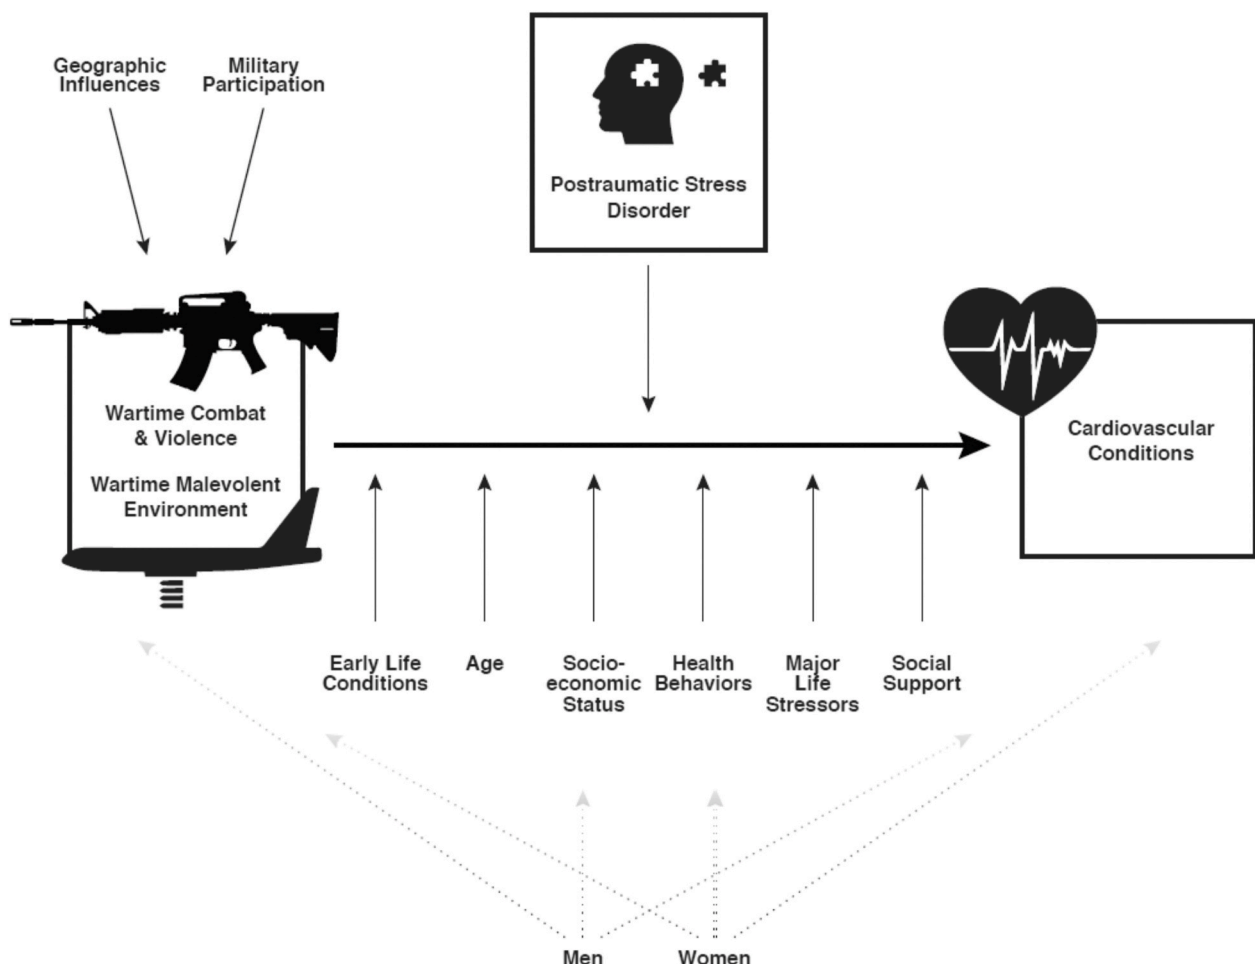 Geographic
Influences
Military
Participation
Postraumatic Stress
Disorder
Wartime Combat
& Violence
Wartime Malevolent
Environment
Cardiovascular
Conditions
Early Life
Conditions
Age
Socio-
economic
Status
Health
Behaviors
Major
Life
Stressors
Social
Support
Men
Women